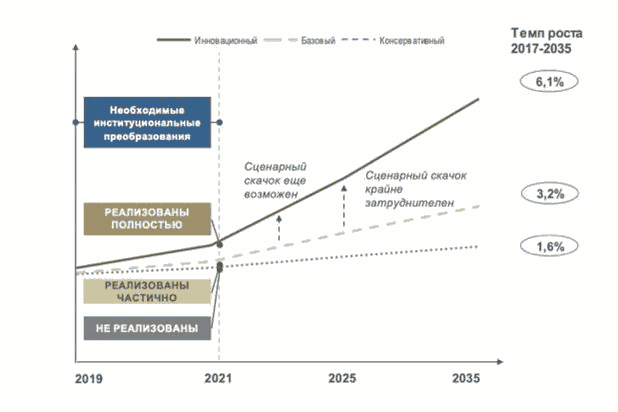 Инновационный
Базовый
Консервативный
Темп роста
2017-2035
6,1%
Необходимые
институциональные
преобразования
Сценарный
скачок еще
возможен
Сценарный скачок
крайне
затруднителен
3,2%
РЕАЛИЗОВАНЫ
ПОЛНОСТЬЮ
1,6%
РЕАЛИЗОВАНЫ
ЧАСТИЧНО
НЕ РЕАЛИЗОВАНЫ
2019
2021
2025
2035